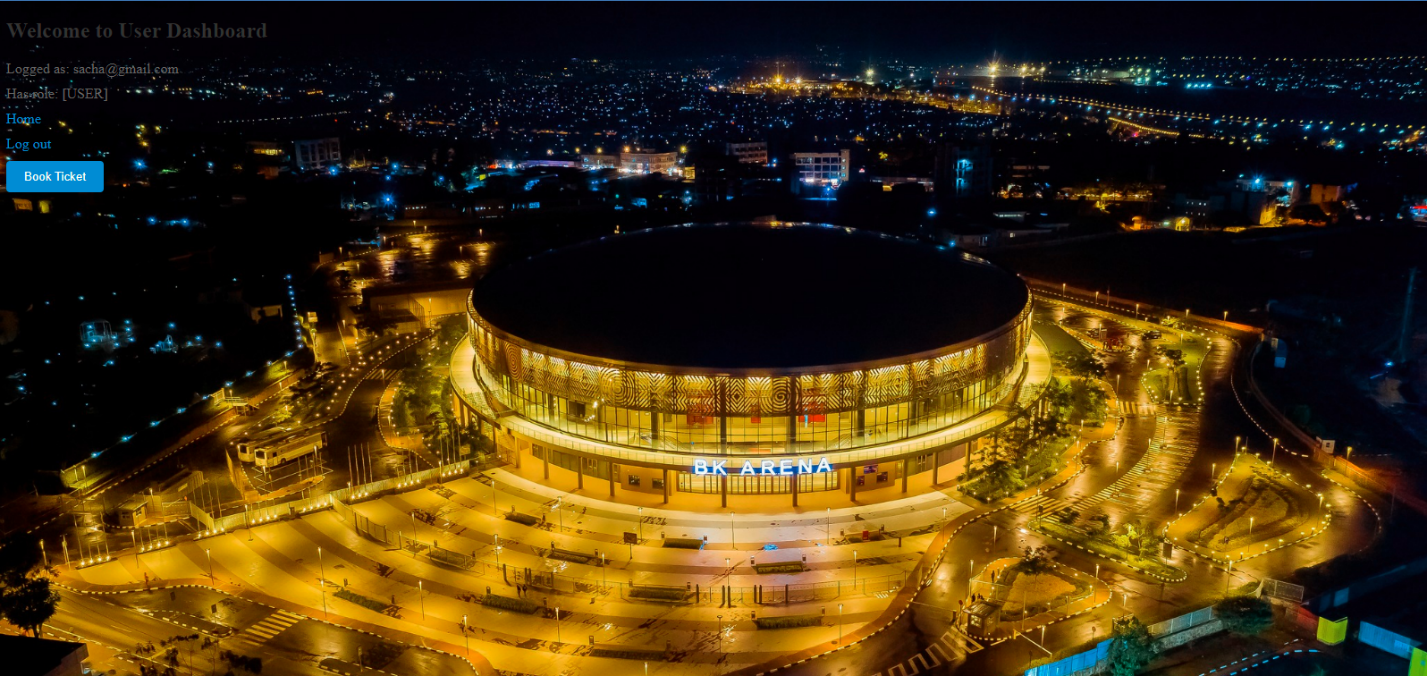 Welcome to User Dashboard
Logged as: sacha@gmail.com
Has role: [USER]
Home
Log out
Book Ticket
BK ARENA